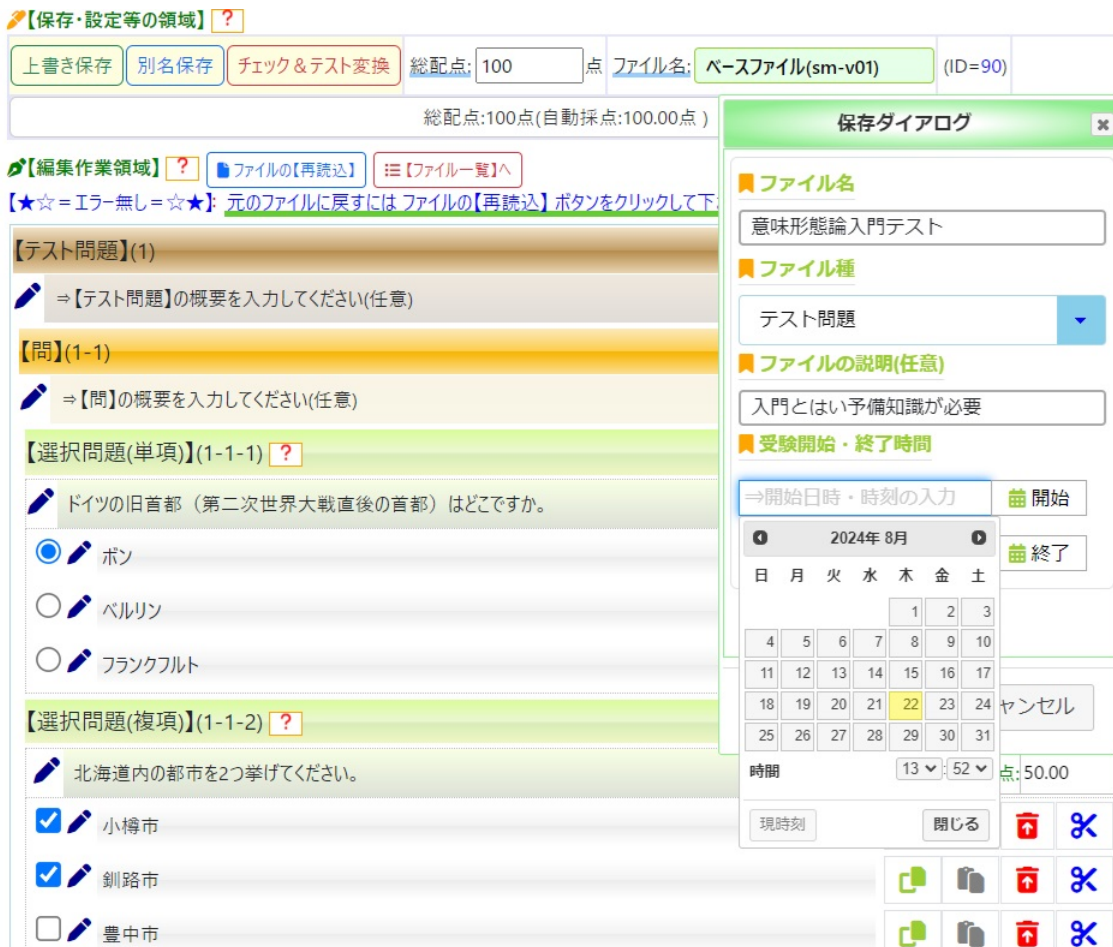 【保存・設定等の領域】 ?
上書き保存 別名保存 チェック&テスト変換 総配点: 100 点 ファイル名: ベースファイル(sm-v01) (ID=90)
総配点:100点(自動採点:100.00点 )
【編集作業領域】 ? ファイルの【再読込】 【ファイル一覧】へ
【★☆=エラー無し=☆★】: 元のファイルに戻すには ファイルの【再読込】 ボタンをクリックして下
【テスト問題】(1)
⇒【テスト問題】の概要を入力してください(任意)
【問】(1-1)
⇒【問】の概要を入力してください(任意)
【選択問題(単項)】(1-1-1) ?
ドイツの旧首都（第二次世界大戦直後の首都）はどこですか。
ボン
ベルリン
フランクフルト
【選択問題(複項)】(1-1-2) ?
北海道内の都市を2つ挙げてください。
点: 50.00
小樽市
釧路市
豊中市
保存ダイアログ
ファイル名
意味形態論入門テスト
ファイル種
テスト問題
ファイルの説明(任意)
入門とはい予備知識が必要
受験開始・終了時間
⇒開始日時・時刻の入力 開始
終了
2024年 8月
日 月 火 水 木 金 土
1 2 3
4 5 6 7 8 9 10
11 12 13 14 15 16 17
18 19 20 21 22 23 24
25 26 27 28 29 30 31
時間 13 : 52
現時刻 閉じる
ャンセル